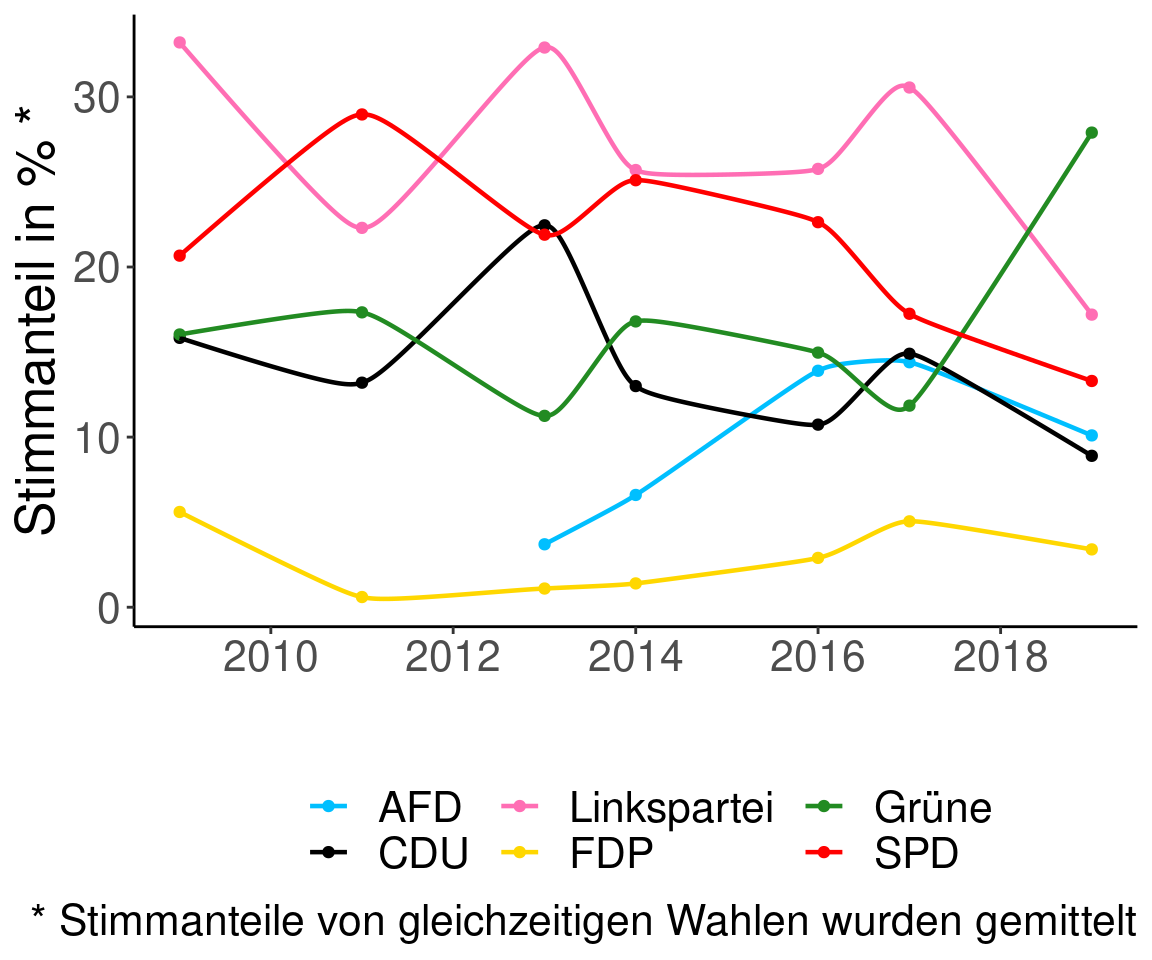 Stimmanteil in % *
30
20
10
0
2010 2012 2014 2016 2018
AFD Linkspartei Grüne
CDU FDP SPD
* Stimmanteile von gleichzeitigen Wahlen wurden gemittelt